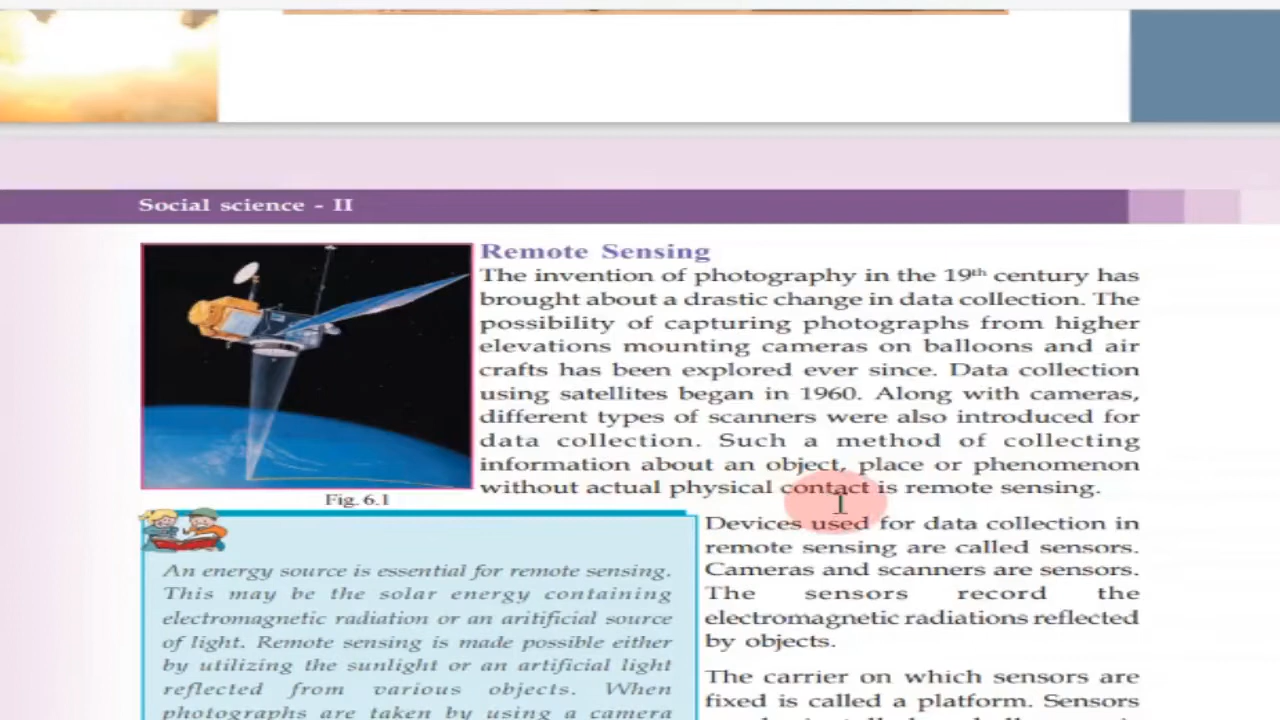 Social science - II
Remote Sensing
The invention of photography in the 19th century has
brought about a drastic change in data collection. The
possibility of capturing photographs from higher
elevations mounting cameras on balloons and air
crafts has been explored ever since. Data collection
using satellites began in 1960. Along with cameras,
different types of scanners were also introduced for
data collection. Such a method of collecting
information about an object, place or phenomenon
without actual physical contact is remote sensing.
Fig. 6.1
An energy source is essential for remote sensing.
This may be the solar energy containing
electromagnetic radiation or an aritificial source
of light. Remote sensing is made possible either
by utilizing the sunlight or an artificial light
reflected from various objects. When
photographs are taken by using a camera
Devices used for data collection in
remote sensing are called sensors.
Cameras and scanners are sensors.
The sensors record the
electromagnetic radiations reflected
by objects.
The carrier on which sensors are
fixed is called a platform. Sensors